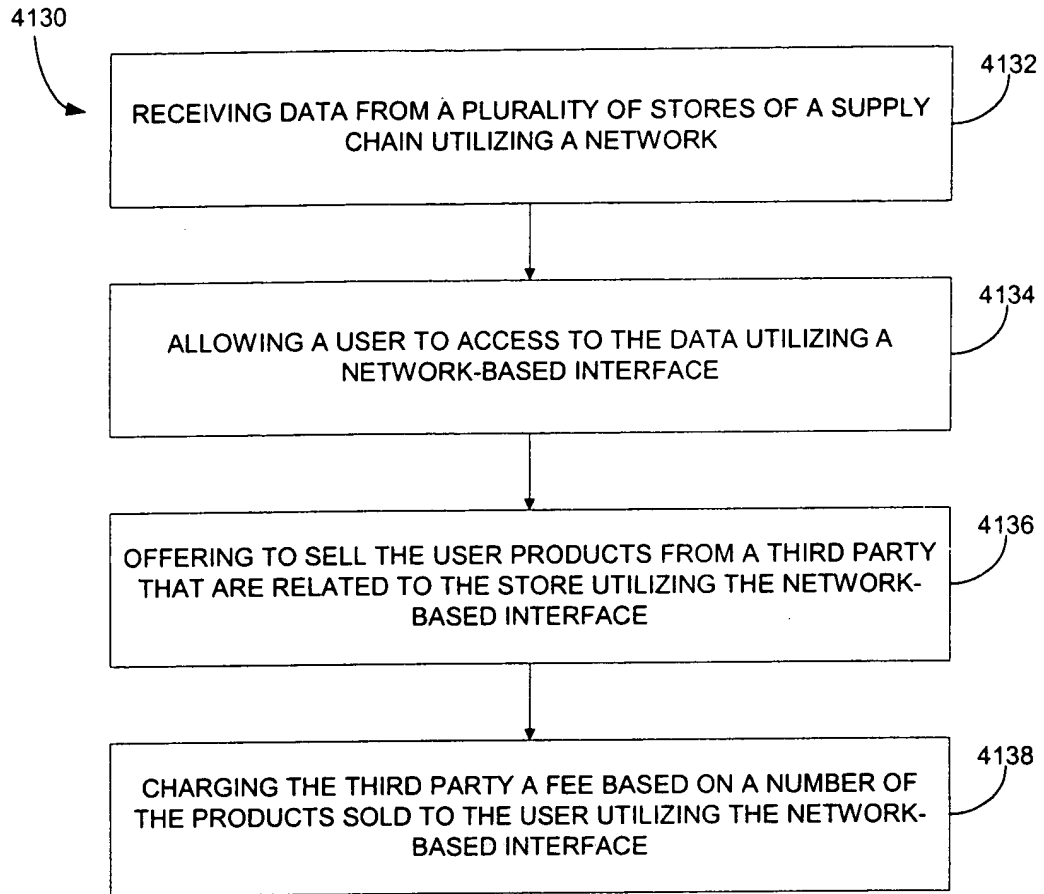 4130
4132
RECEIVING DATA FROM A PLURALITY OF STORES OF A SUPPLY
CHAIN UTILIZING A NETWORK
4134
ALLOWING A USER TO ACCESS TO THE DATA UTILIZING A
NETWORK-BASED INTERFACE
4136
OFFERING TO SELL THE USER PRODUCTS FROM A THIRD PARTY
THAT ARE RELATED TO THE STORE UTILIZING THE NETWORK-
BASED INTERFACE
4138
CHARGING THE THIRD PARTY A FEE BASED ON A NUMBER OF
THE PRODUCTS SOLD TO THE USER UTILIZING THE NETWORK-
BASED INTERFACE